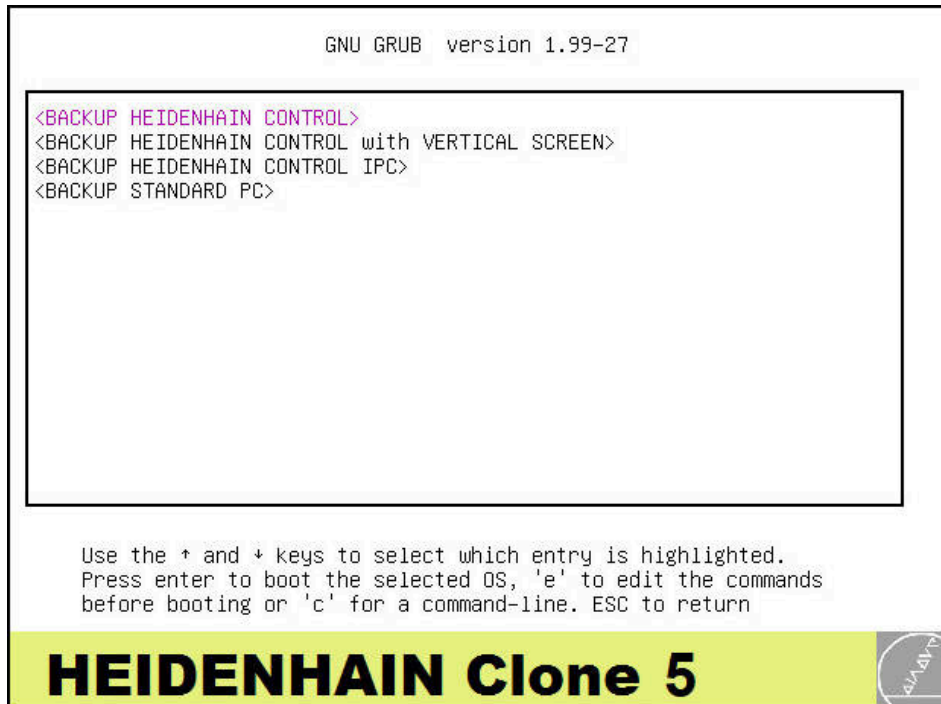 GNU GRUB version 1.99-27
<BACKUP HEIDENHAIN CONTROL>
<BACKUP HEIDENHAIN CONTROL with VERTICAL SCREEN>
<BACKUP HEIDENHAIN CONTROL IPC>
<BACKUP STANDARD PC>
Use the ↑ and ↓ keys to select which entry is highlighted.
Press enter to boot the selected OS, 'e' to edit the commands
before booting or 'c' for a command-line. ESC to return
HEIDENHAIN Clone 5